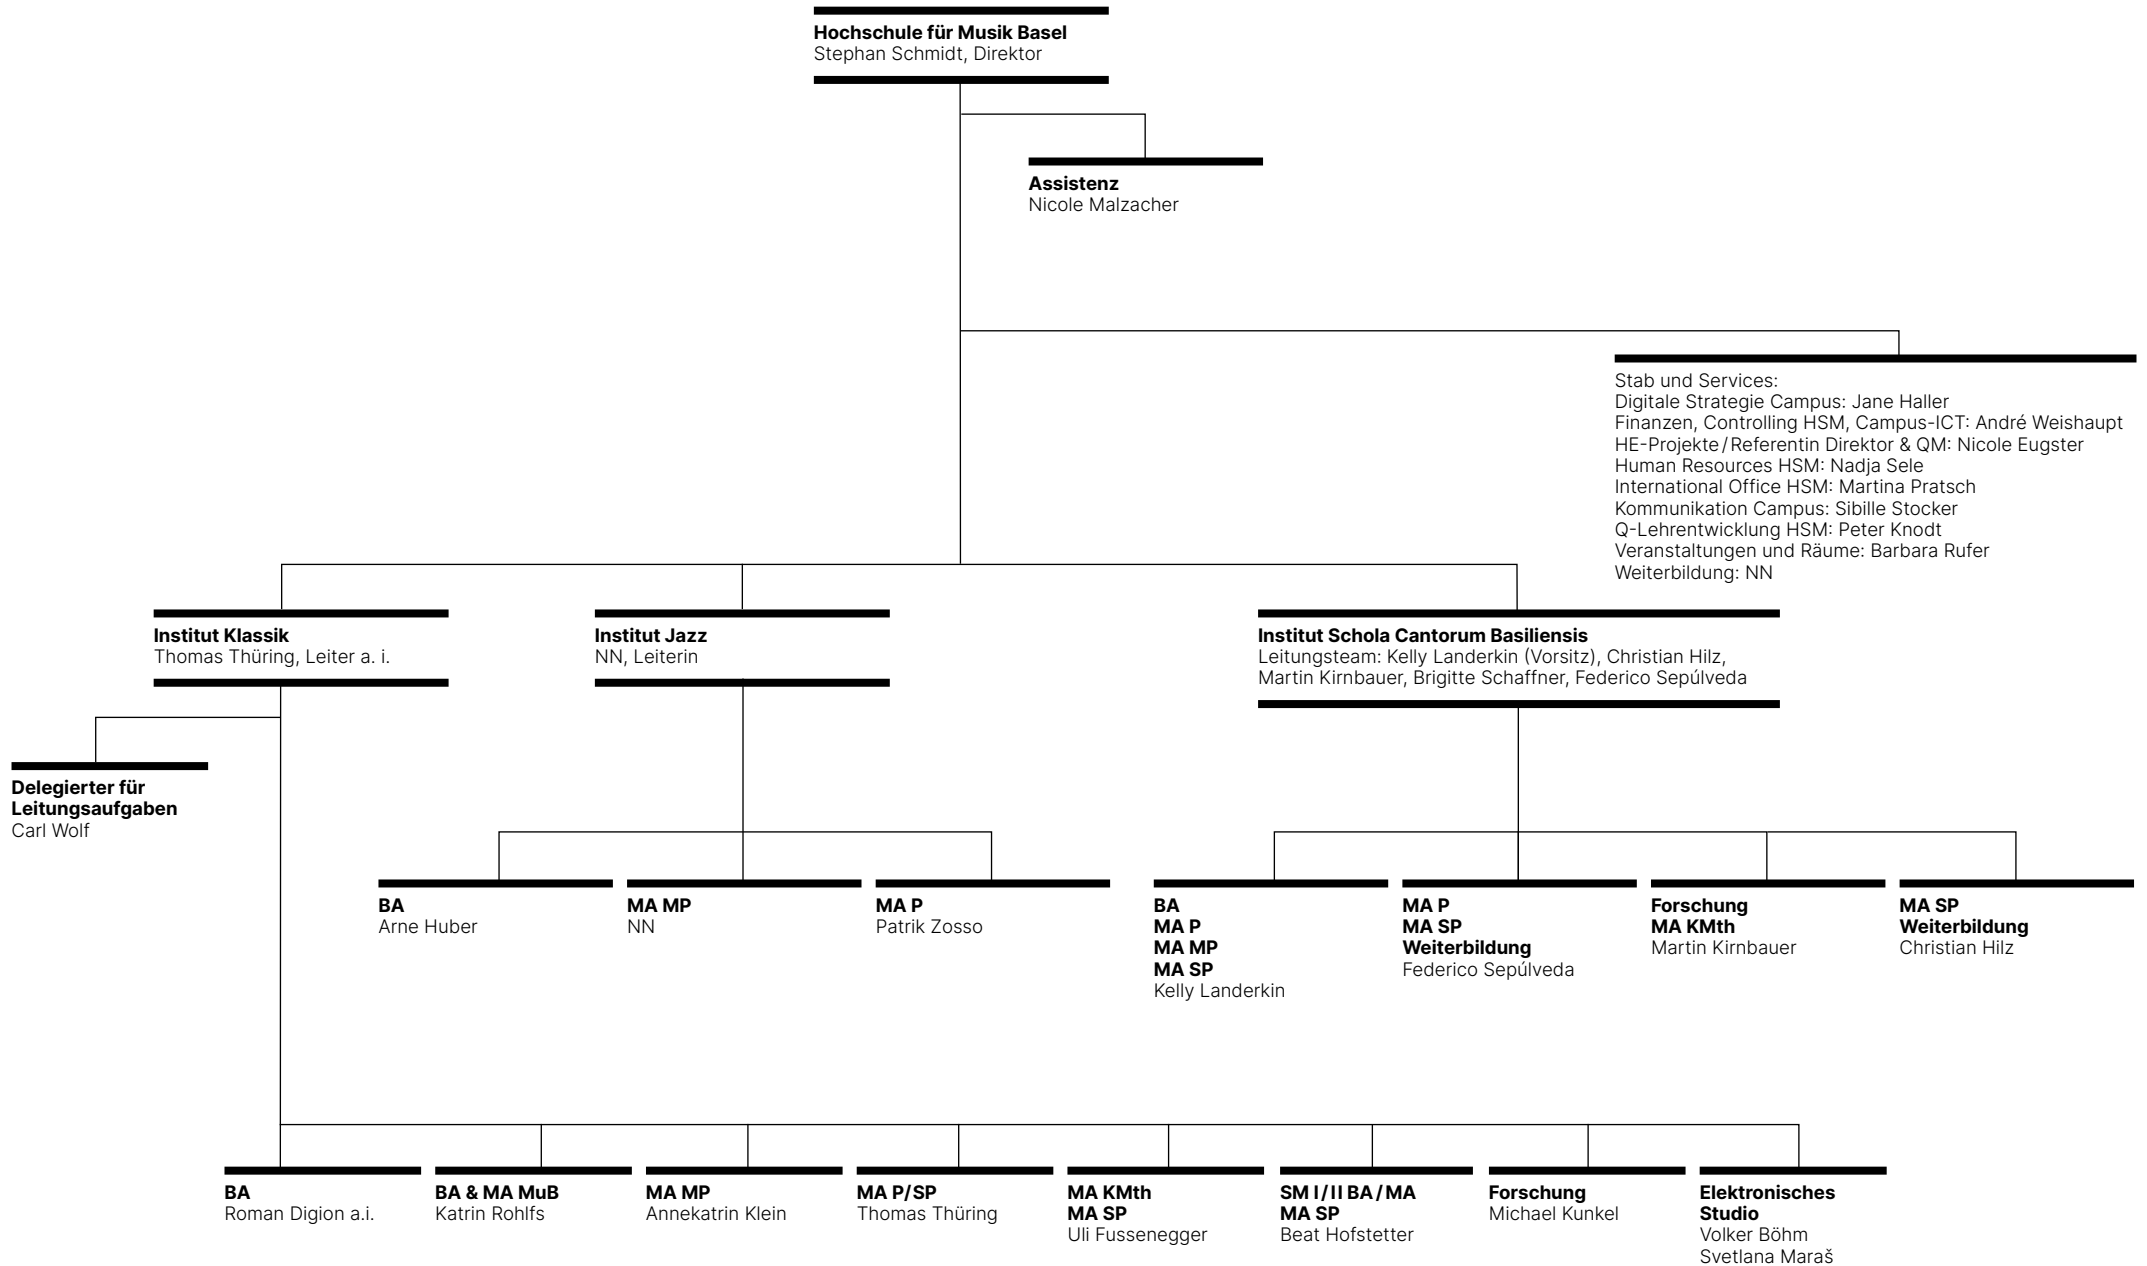 Hochschule für Musik Basel
Stephan Schmidt, Direktor
Assistenz
Nicole Malzacher
Stab und Services:
Digitale Strategie Campus: Jane Haller
Finanzen, Controlling HSM, Campus-ICT: André Weishaupt
HE-Projekte/Referentin Direktor & QM: Nicole Eugster
Human Resources HSM: Nadja Sele
International Office HSM: Martina Pratsch
Kommunikation Campus: Sibille Stocker
Q-Lehrentwicklung HSM: Peter Knodt
Veranstaltungen und Räume: Barbara Rufer
Weiterbildung: NN
Institut Klassik
Thomas Thüring, Leiter a. i.
Institut Jazz
NN, Leiterin
Institut Schola Cantorum Basiliensis
Leitungsteam: Kelly Landerkin (Vorsitz), Christian Hilz,
Martin Kirnbauer, Brigitte Schaffner, Federico Sepúlveda
Delegierter für
Leitungsaufgaben
Carl Wolf
BA
Arne Huber
MA MP
NN
MA P
Patrik Zosso
BA
MA P
MA MP
MA SP
Kelly Landerkin
MA P
MA SP
Weiterbildung
Federico Sepúlveda
Forschung
MA KMth
Martin Kirnbauer
MA SP
Weiterbildung
Christian Hilz
BA
Roman Digion a.i.
BA & MA MuB
Katrin Rohlfs
MA MP
Annekatrin Klein
MA P/SP
Thomas Thüring
MA KMth
MA SP
Uli Fussenegger
SM I/II BA/MA
MA SP
Beat Hofstetter
Forschung
Michael Kunkel
Elektronisches
Studio
Volker Böhm
Svetlana Maraš